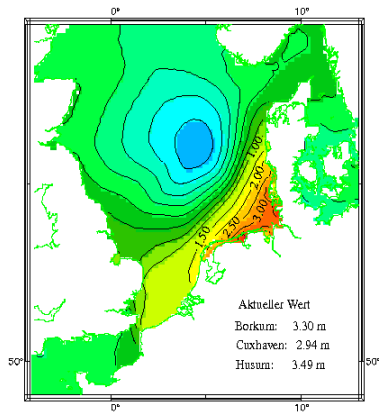 0°
10°
1.00
2.00
3.00
2.50
1.50
Aktueller Wert
Borkum: 3.30 m
Cuxhaven: 2.94 m
Husum: 3.49 m
50°
50°
0°
10°